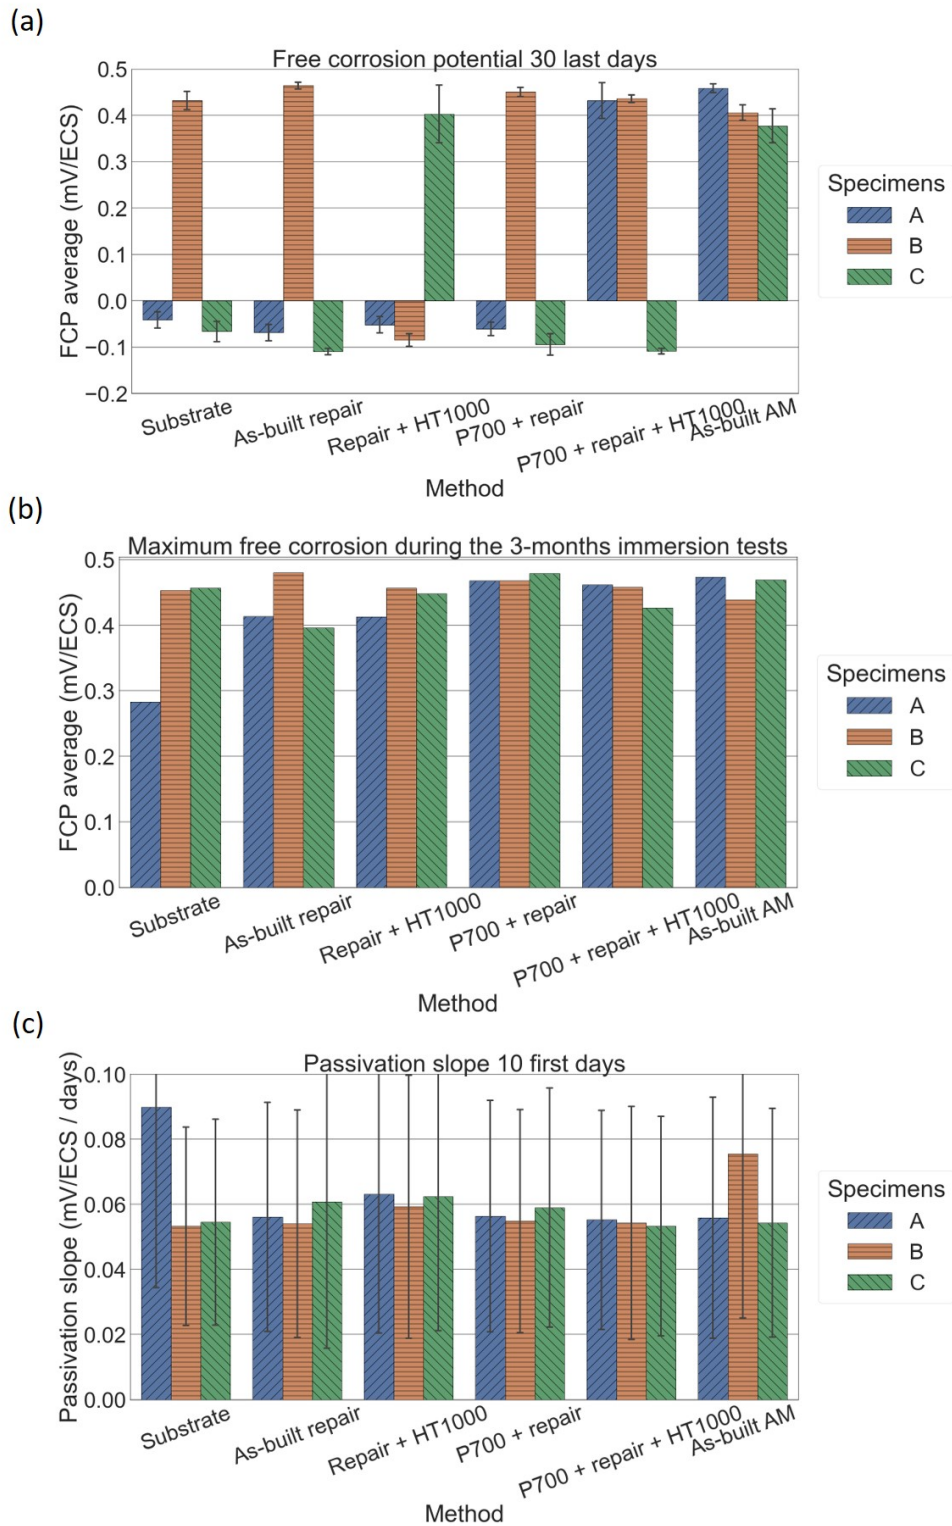 (a)
Free corrosion potential 30 last days
FCP average (mV/ECS)
0.5
0.4
0.3
0.2
0.1
0.0
−0.1
−0.2
Substrate
As-built repair
Repair + HT1000
P700 + repair
P700 + repair + HT1000
As-built AM
Method
Specimens
A
B
C
(b)
Maximum free corrosion during the 3-months immersion tests
FCP average (mV/ECS)
0.5
0.4
0.3
0.2
0.1
0.0
Substrate
As-built repair
Repair + HT1000
P700 + repair
P700 + repair + HT1000
As-built AM
Method
Specimens
A
B
C
(c)
Passivation slope 10 first days
Passivation slope (mV/ECS / days)
0.10
0.08
0.06
0.04
0.02
0.00
Substrate
As-built repair
Repair + HT1000
P700 + repair
P700 + repair + HT1000
As-built AM
Method
Specimens
A
B
C